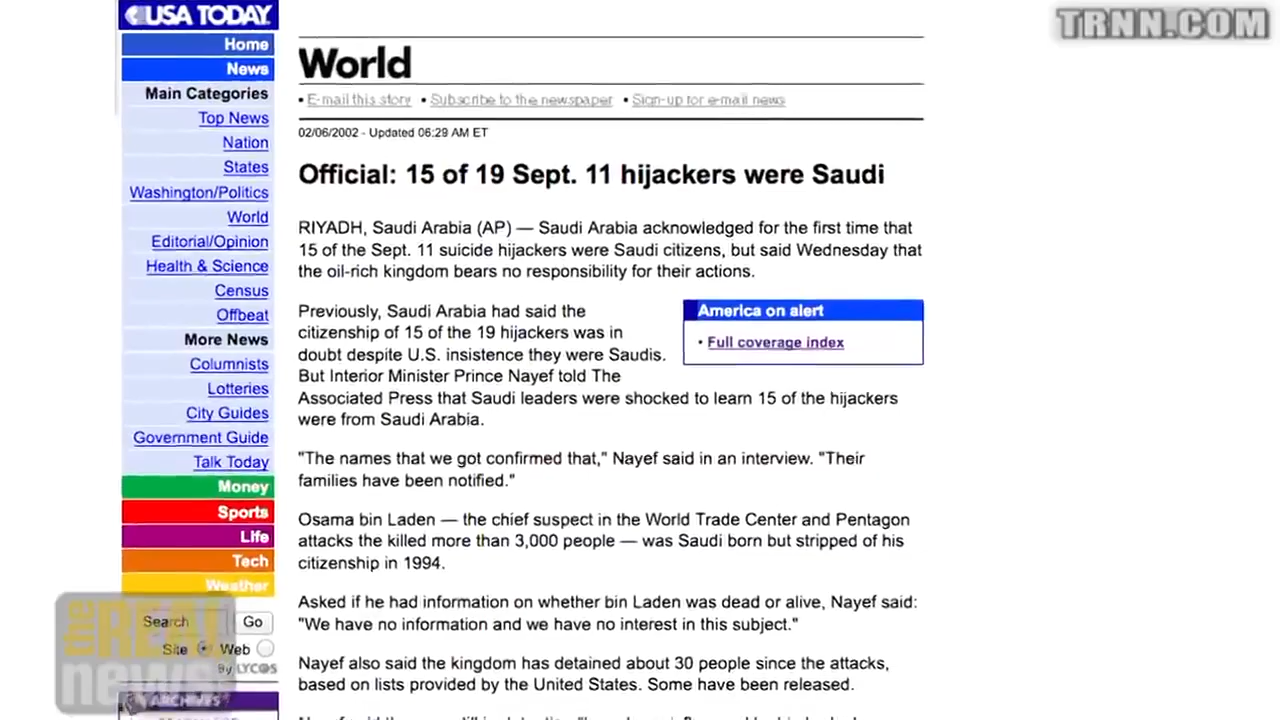 USA TODAY
TRNN.COM
Home
News
Main Categories
Top News
Nation
States
Washington/Politics
World
Editorial/Opinion
Health & Science
Census
Offbeat
More News
Columnists
Lotteries
City Guides
Government Guide
Talk Today
Money
Sports
Life
Tech
Weather
Search Go
Site Web
By LYCOS
ARCHIVES
the REAL news
World
• E-mail this story • Subscribe to the newspaper • Sign-up for e-mail news
02/06/2002 - Updated 06:29 AM ET
Official: 15 of 19 Sept. 11 hijackers were Saudi
RIYADH, Saudi Arabia (AP) — Saudi Arabia acknowledged for the first time that
15 of the Sept. 11 suicide hijackers were Saudi citizens, but said Wednesday that
the oil-rich kingdom bears no responsibility for their actions.
Previously, Saudi Arabia had said the
citizenship of 15 of the 19 hijackers was in
doubt despite U.S. insistence they were Saudis.
But Interior Minister Prince Nayef told The
Associated Press that Saudi leaders were shocked to learn 15 of the hijackers
were from Saudi Arabia.
America on alert
• Full coverage index
"The names that we got confirmed that," Nayef said in an interview. "Their
families have been notified."
Osama bin Laden — the chief suspect in the World Trade Center and Pentagon
attacks the killed more than 3,000 people — was Saudi born but stripped of his
citizenship in 1994.
Asked if he had information on whether bin Laden was dead or alive, Nayef said:
"We have no information and we have no interest in this subject."
Nayef also said the kingdom has detained about 30 people since the attacks,
based on lists provided by the United States. Some have been released.